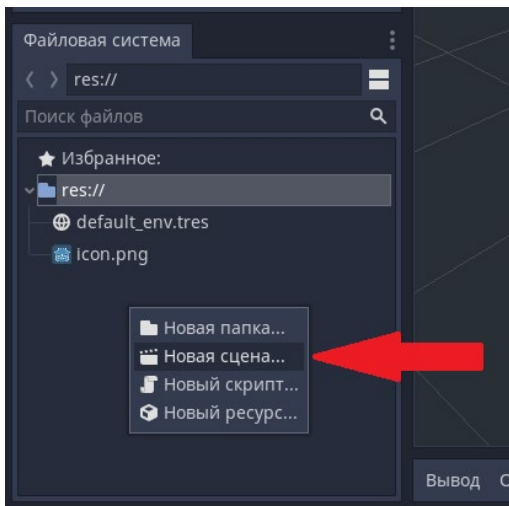 Файловая система
res://
Поиск файлов
Избранное:
res://
default_env.tres
icon.png
Новая папка...
Новая сцена...
Новый скрипт...
Новый ресурс...
Вывод